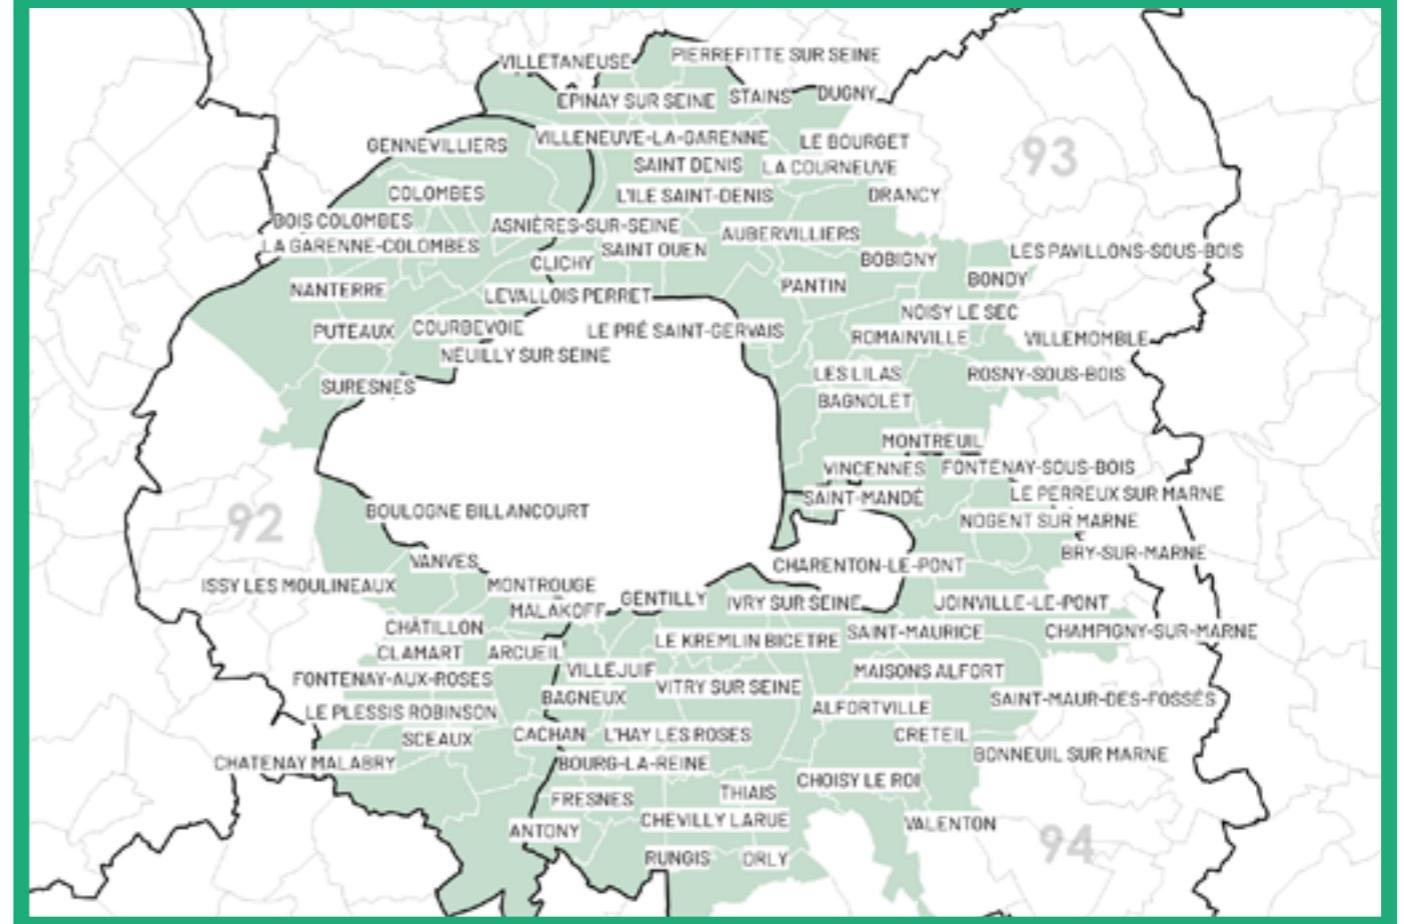 VILLETANEUSE
PIERREFITTE SUR SEINE
EPINAY SUR SEINE
STAINS
DUGNY
GENNEVILLIERS
VILLENEUVE-LA-GARENNE
LE BOURGET
93
SAINT DENIS
LA COURNEUVE
COLOMBES
L'ILE SAINT-DENIS
DRANCY
BOIS COLOMBES
ASNIÈRES-SUR-SEINE
AUBERVILLIERS
LA GARENNE-COLOMBES
SAINT OUEN
LES PAVILLONS-SOUS-BOIS
CLICHY
BOBIGNY
NANTERRE
LEVALLOIS PERRET
PANTIN
BONDY
NOISY LE SEC
PUTEAUX
COURBEVOIE
LE PRÉ SAINT-GERVAIS
ROMAINVILLE
VILLEMOMBLE
NEUILLY SUR SEINE
SURESNES
LES LILAS
ROSNY-SOUS-BOIS
BAGNOLET
MONTREUIL
VINCENNES
FONTENAY-SOUS-BOIS
SAINT-MANDÉ
LE PERREUX SUR MARNE
92
BOULOGNE BILLANCOURT
NOGENT SUR MARNE
VANVES
CHARENTON-LE-PONT
BRY-SUR-MARNE
ISSY LES MOULINEAUX
MONTROUGE
MALAKOFF
GENTILLY
IVRY SUR SEINE
JOINVILLE-LE-PONT
CHÂTILLON
LE KREMLIN BICETRE
SAINT-MAURICE
CHAMPIGNY-SUR-MARNE
CLAMART
ARCUEIL
FONTENAY-AUX-ROSES
VILLEJUIF
VITRY SUR SEINE
MAISONS ALFORT
BAGNEUX
SAINT-MAUR-DES-FOSSÉS
LE PLESSIS ROBINSON
ALFORTVILLE
SCEAUX
CACHAN
L'HAY LES ROSES
CRETEIL
CHATENAY MALABRY
BOURG-LA-REINE
BONNEUIL SUR MARNE
CHOISY LE ROI
FRESNES
THIAIS
ANTONY
CHEVILLY LARUE
VALENTON
94
RUNGIS
ORLY